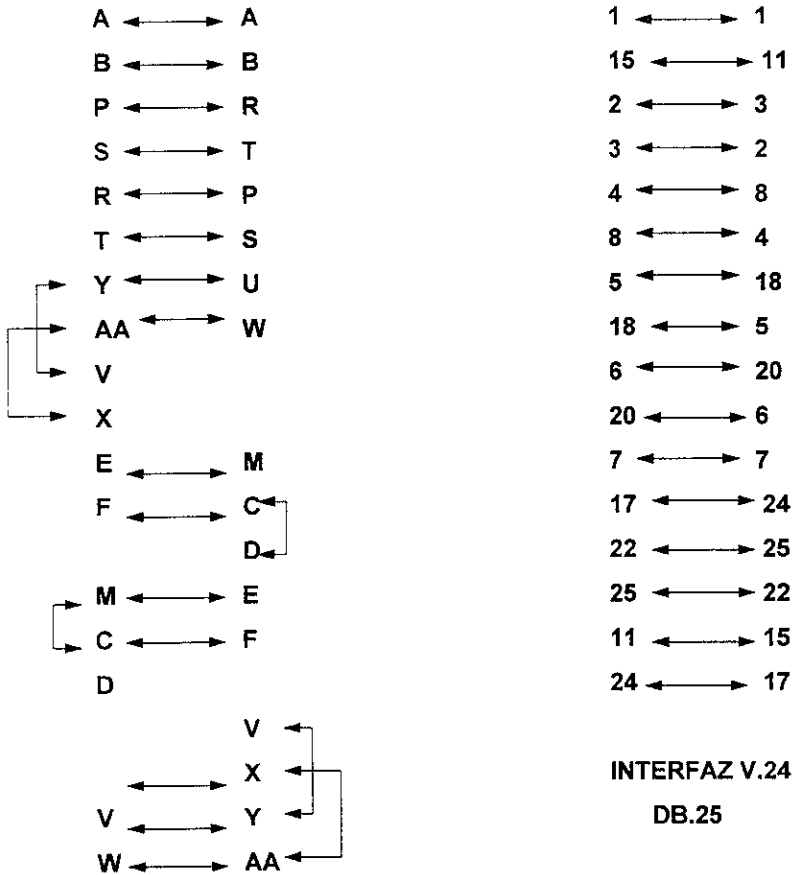 A A 1 1
B B 15 11
P R 2 3
S T 3 2
R P 4 8
T S 8 4
Y U 5 18
AA W 18 5
V 6 20
X 20 6
E M 7 7
F C 17 24
D 22 25
M E 25 22
C F 11 15
D 24 17
V
X INTERFAZ V.24
V Y DB.25
W AA